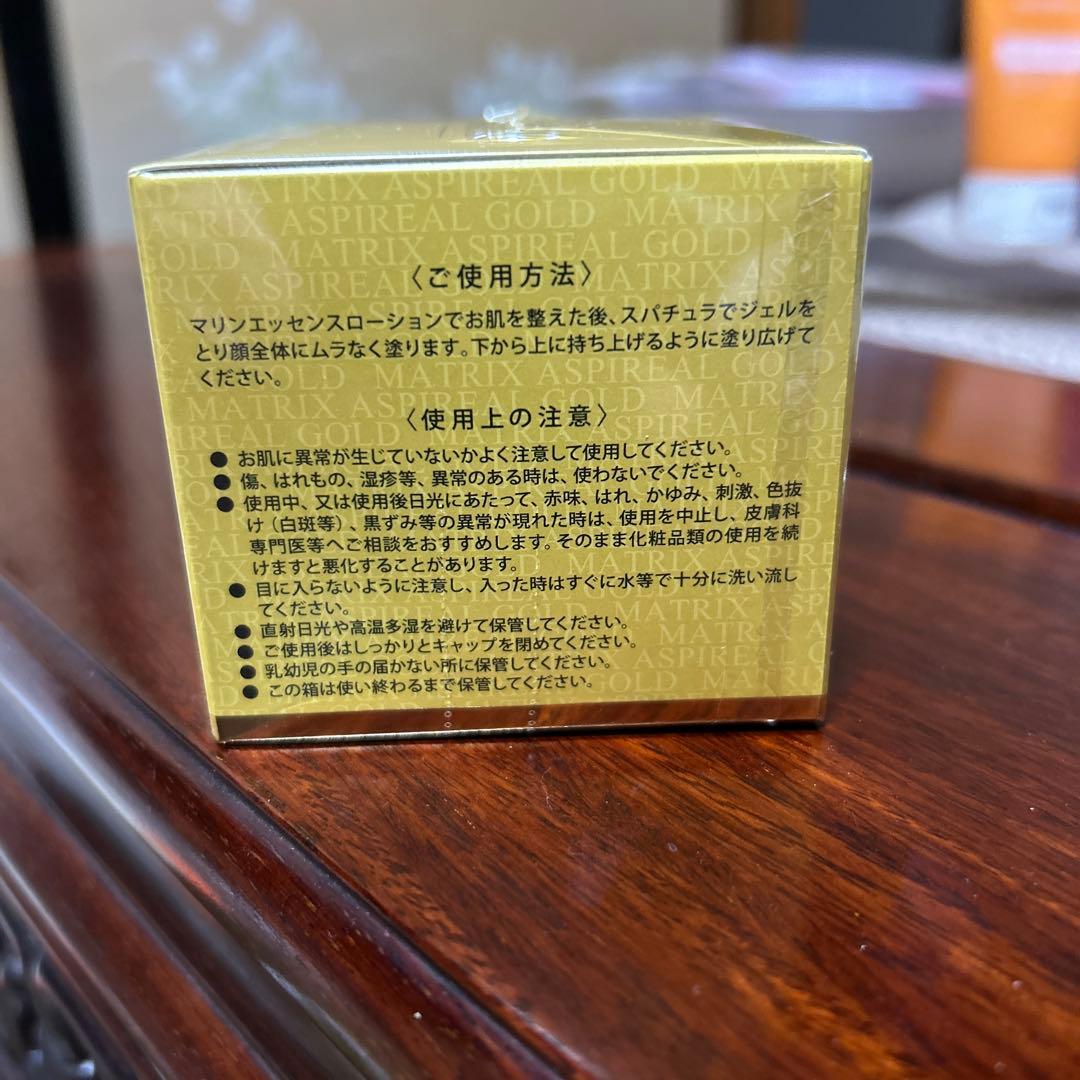 MATRIX ASPIREAL GOLD MATRIX
MATRIX ASPIREAL GOLD MATRIX
GOLD MATRIX ASPIREAL GOLD
〈ご使用方法〉
マリンエッセンスローションでお肌を整えた後、スパチュラでジェルを
とり顔全体にムラなく塗ります。下から上に持ち上げるように塗り広げて
ください。
〈使用上の注意〉
● お肌に異常が生じていないかよく注意して使用してください。
● 傷、はれもの、湿疹等、異常のある時は、使わないでください。
● 使用中、又は使用後日光にあたって、赤味、はれ、かゆみ、刺激、色抜
け（白斑等）、黒ずみ等の異常が現れた時は、使用を中止し、皮膚科
専門医等へご相談をおすすめします。そのまま化粧品類の使用を続
けますと悪化することがあります。
● 目に入らないように注意し、入った時はすぐに水等で十分に洗い流し
てください。
● 直射日光や高温多湿を避けて保管してください。
● ご使用後はしっかりとキャップを閉めてください。
● 乳幼児の手の届かない所に保管してください。
● この箱は使い終わるまで保管してください。